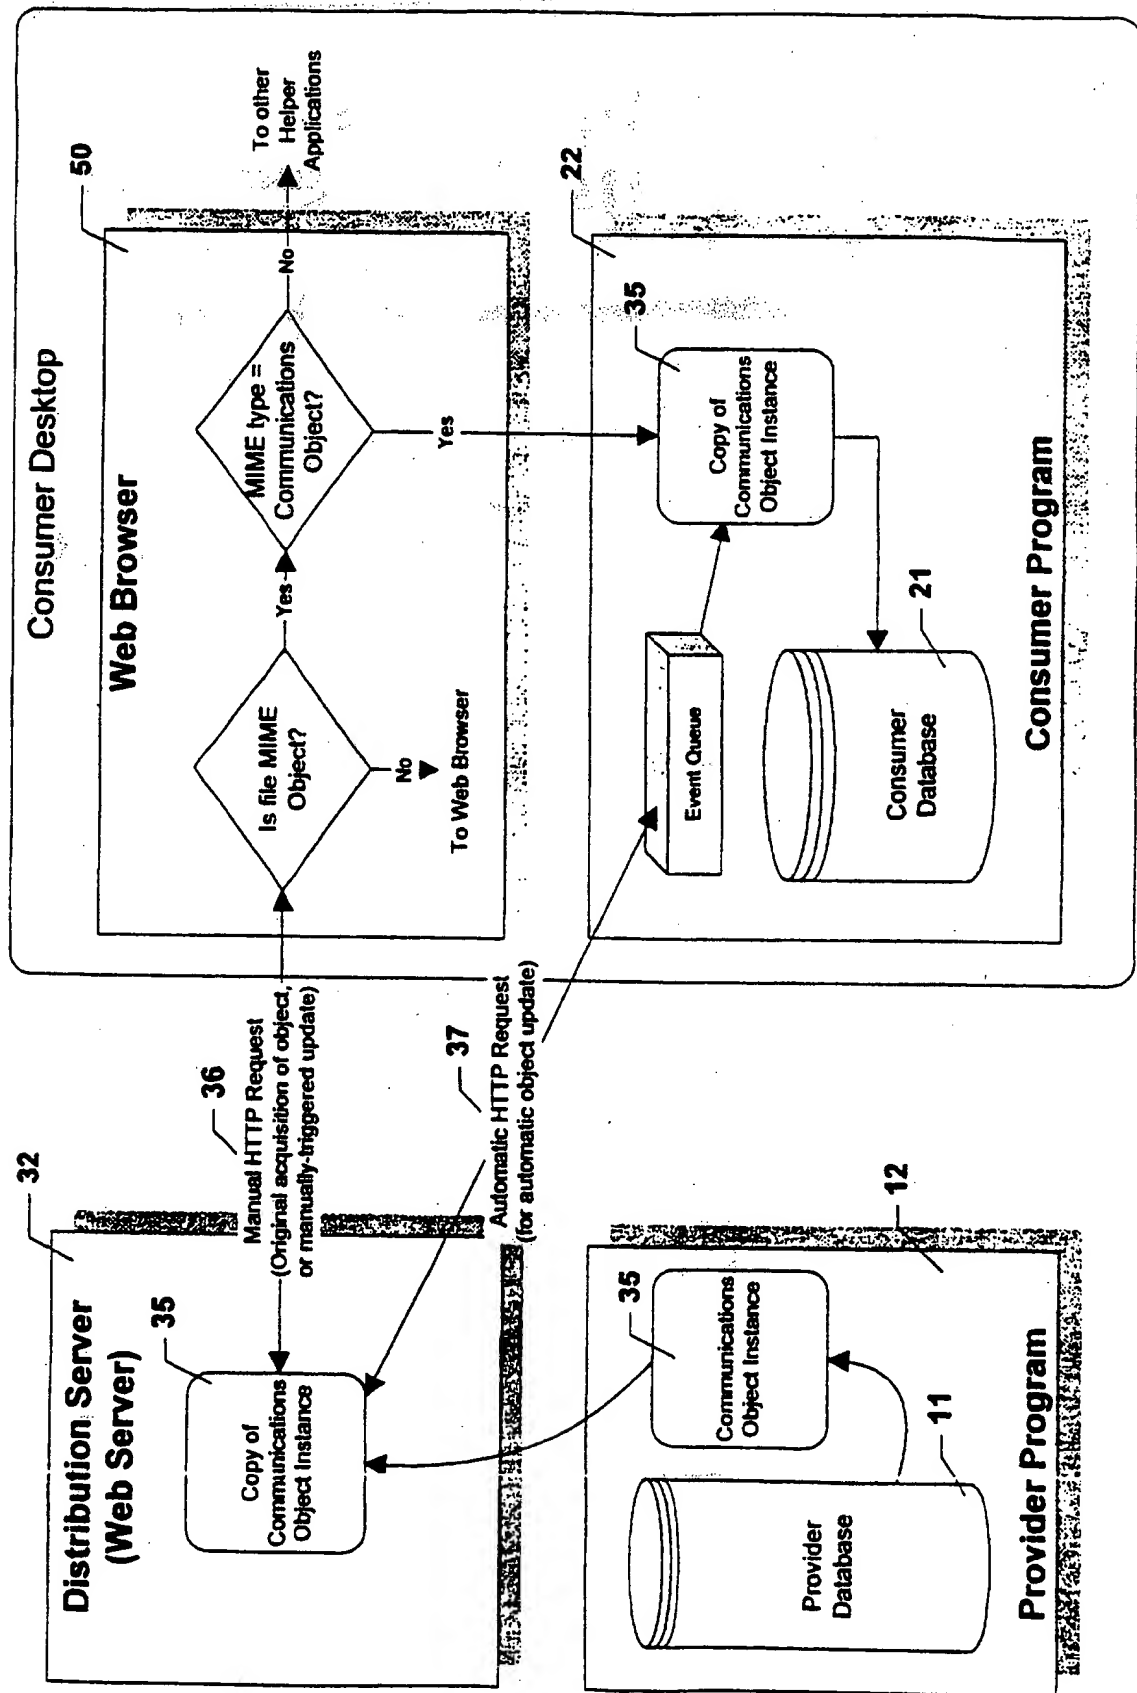 Consumer Desktop
50
Web Browser
Is file MIME
Object?
Yes
MIME type =
Communications
Object?
No
To other
Helper
Applications
No
To Web Browser
Yes
22
35
Copy of
Communications
Object Instance
Event Queue
21
Consumer
Database
Consumer Program
32
Distribution Server
(Web Server)
35
Copy of
Communications
Object Instance
36
Manual HTTP Request
(Original acquisition of object,
or manually-triggered update)
37
Automatic HTTP Request
(for automatic object update)
12
35
Communications
Object Instance
11
Provider
Database
Provider Program